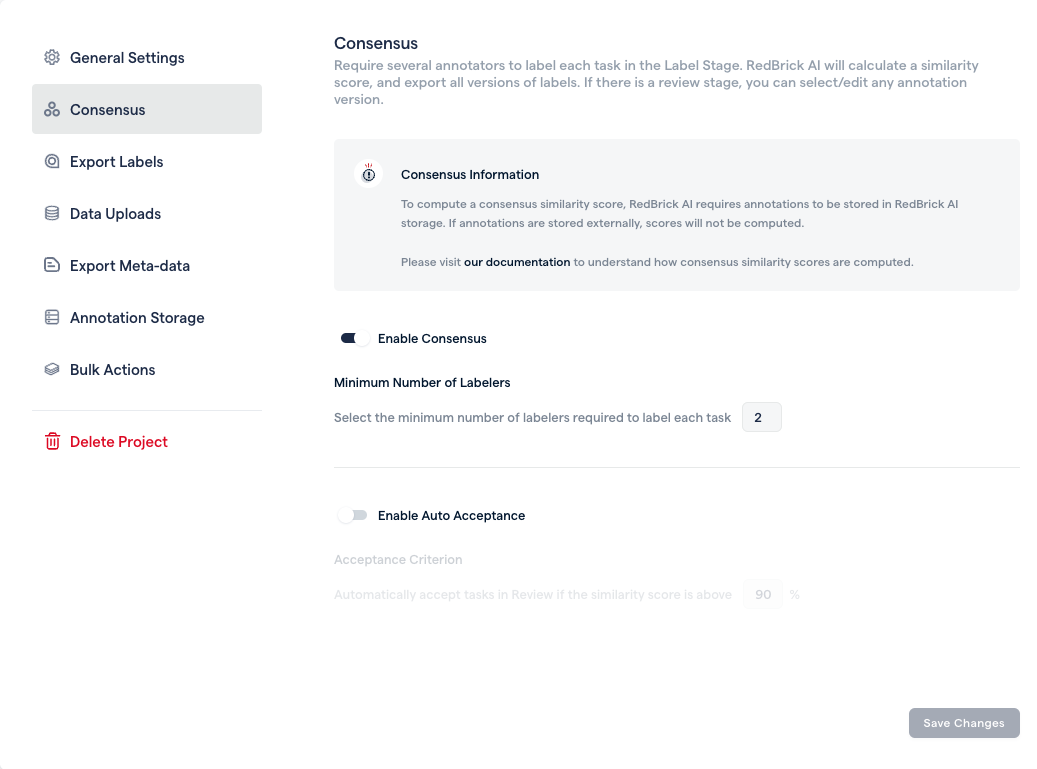 General Settings
Consensus
Export Labels
Data Uploads
Export Meta-data
Annotation Storage
Bulk Actions
Delete Project
Consensus
Require several annotators to label each task in the Label Stage. RedBrick AI will calculate a similarity
score, and export all versions of labels. If there is a review stage, you can select/edit any annotation
version.
Consensus Information
To compute a consensus similarity score, RedBrick AI requires annotations to be stored in RedBrick AI
storage. If annotations are stored externally, scores will not be computed.
Please visit our documentation to understand how consensus similarity scores are computed.
Enable Consensus
Minimum Number of Labelers
Select the minimum number of labelers required to label each task 2
Enable Auto Acceptance
Acceptance Criterion
Automatically accept tasks in Review if the similarity score is above 90 %
Save Changes